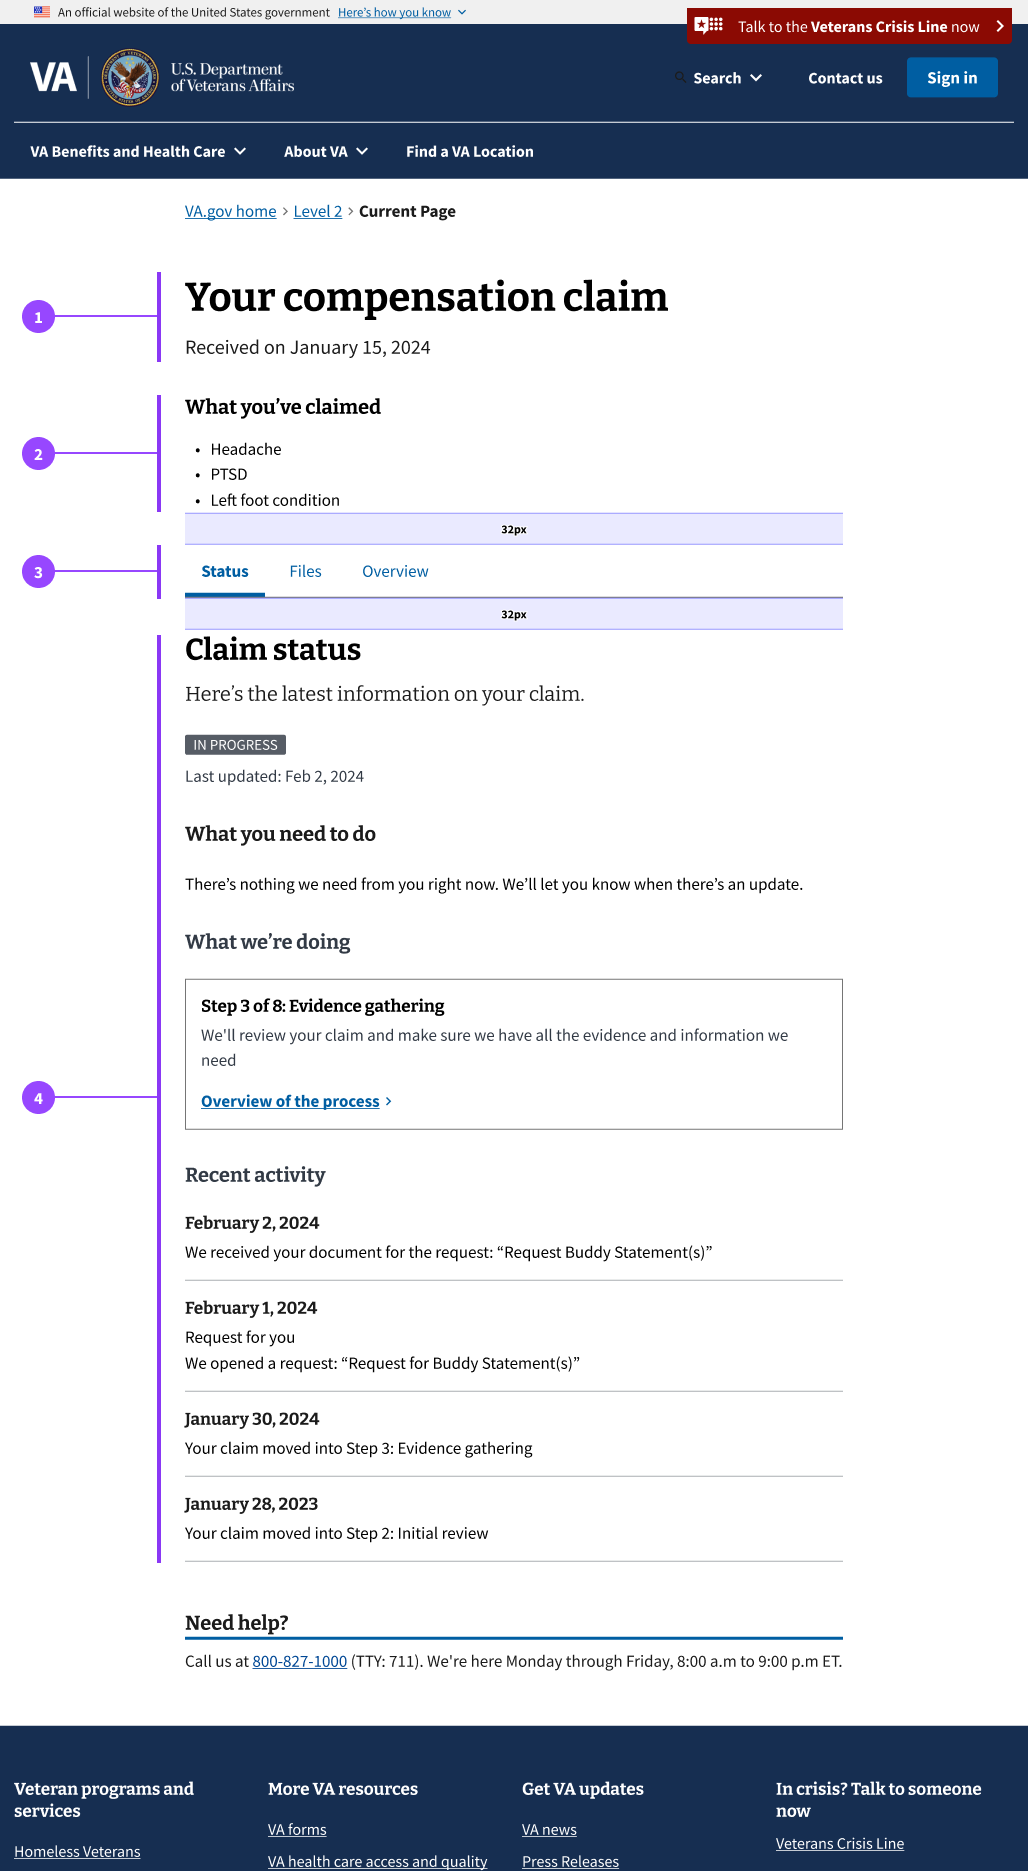 An official website of the United States government Here's how you know
Talk to the Veterans Crisis Line now
VA U.S. Department
of Veterans Affairs
Search Contact us Sign in
VA Benefits and Health Care About VA Find a VA Location
VA.gov home › Level 2 › Current Page
1
Your compensation claim
Received on January 15, 2024
2
What you’ve claimed
• Headache
• PTSD
• Left foot condition
32px
3
Status Files Overview
32px
Claim status
Here’s the latest information on your claim.
IN PROGRESS
Last updated: Feb 2, 2024
What you need to do
There’s nothing we need from you right now. We’ll let you know when there’s an update.
What we’re doing
Step 3 of 8: Evidence gathering
We'll review your claim and make sure we have all the evidence and information we
need
4
Overview of the process ›
Recent activity
February 2, 2024
We received your document for the request: “Request Buddy Statement(s)”
February 1, 2024
Request for you
We opened a request: “Request for Buddy Statement(s)”
January 30, 2024
Your claim moved into Step 3: Evidence gathering
January 28, 2023
Your claim moved into Step 2: Initial review
Need help?
Call us at 800-827-1000 (TTY: 711). We're here Monday through Friday, 8:00 a.m to 9:00 p.m ET.
Veteran programs and
services
Homeless Veterans
More VA resources
VA forms
VA health care access and quality
Get VA updates
VA news
Press Releases
In crisis? Talk to someone
now
Veterans Crisis Line